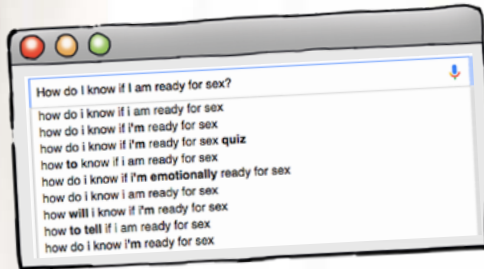 How do I know if I am ready for sex?
how do i know if i am ready for sex
how do i know if i'm ready for sex
how do i know if i'm ready for sex quiz
how to know if i am ready for sex
how do i know if i'm emotionally ready for sex
how do i know i am ready for sex
how will i know if i'm ready for sex
how to tell if i am ready for sex
how do i know i'm ready for sex